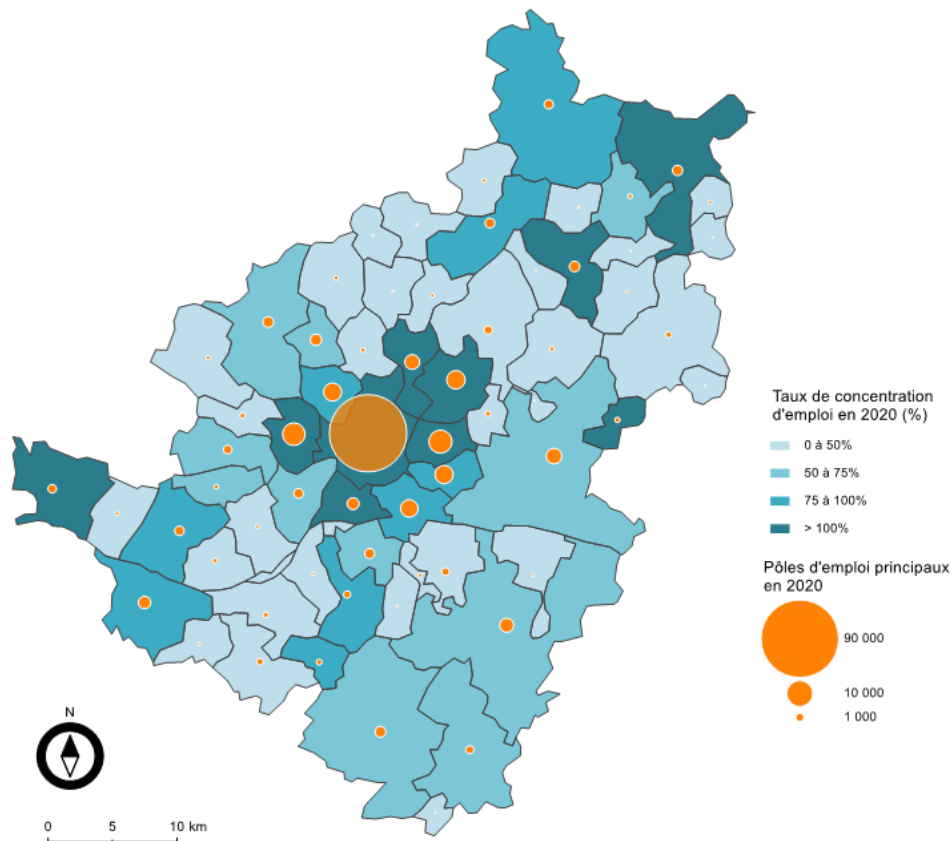 Taux de concentration
d'emploi en 2020 (%)
0 à 50%
50 à 75%
75 à 100%
> 100%
Pôles d'emploi principaux
en 2020
90 000
10 000
1 000
N
0 5 10 km